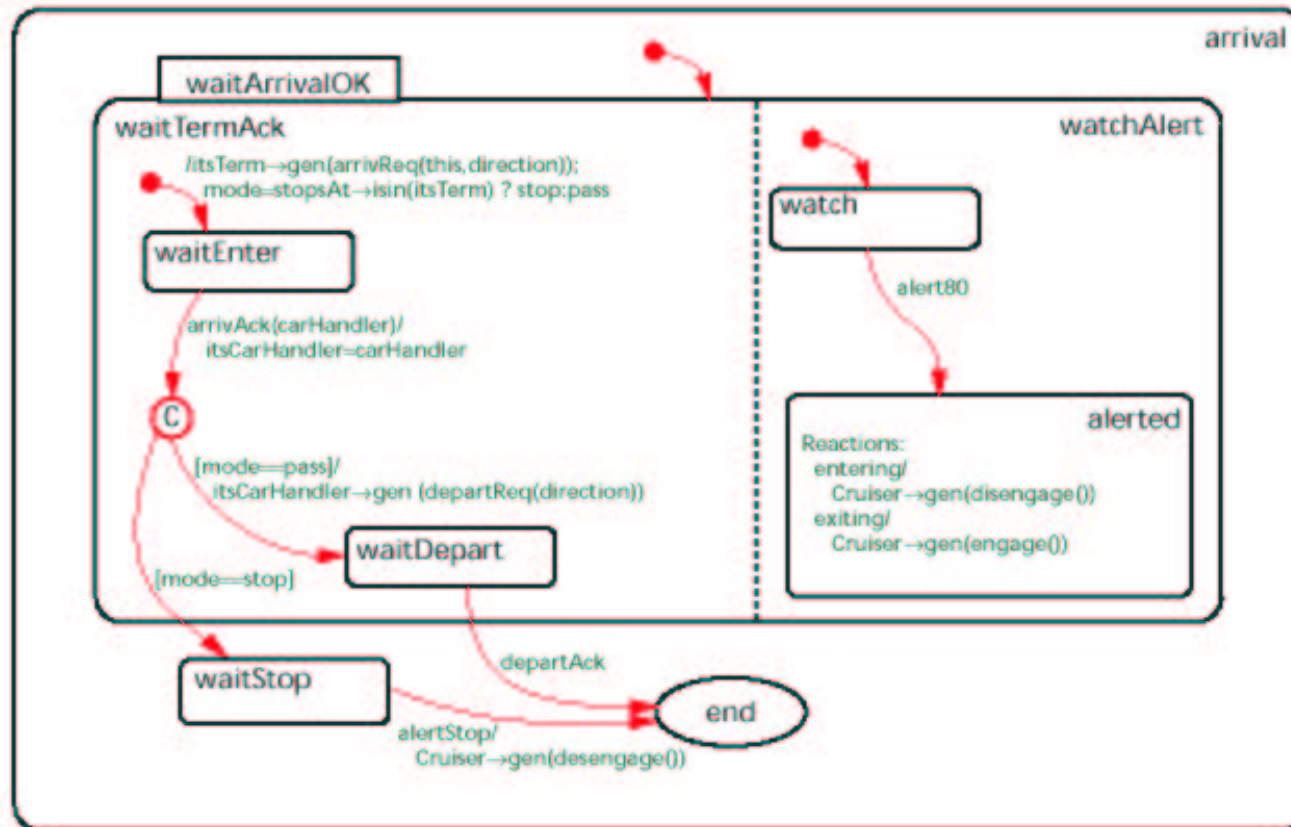 arrival
waitArrivalOK
waitTermAck
/itsTerm→gen(arrivReq(this,direction));
mode=stopsAt→isin(itsTerm) ? stop:pass
waitEnter
arrivAck(carHandler)/
itsCarHandler=carHandler
C
[mode==pass]/
itsCarHandler→gen (departReq(direction))
waitDepart
[mode==stop]
watchAlert
watch
alert80
alerted
Reactions:
entering/
Cruiser→gen(disengage())
exiting/
Cruiser→gen(engage())
waitStop
departAck
end
alertStop/
Cruiser→gen(desengage())